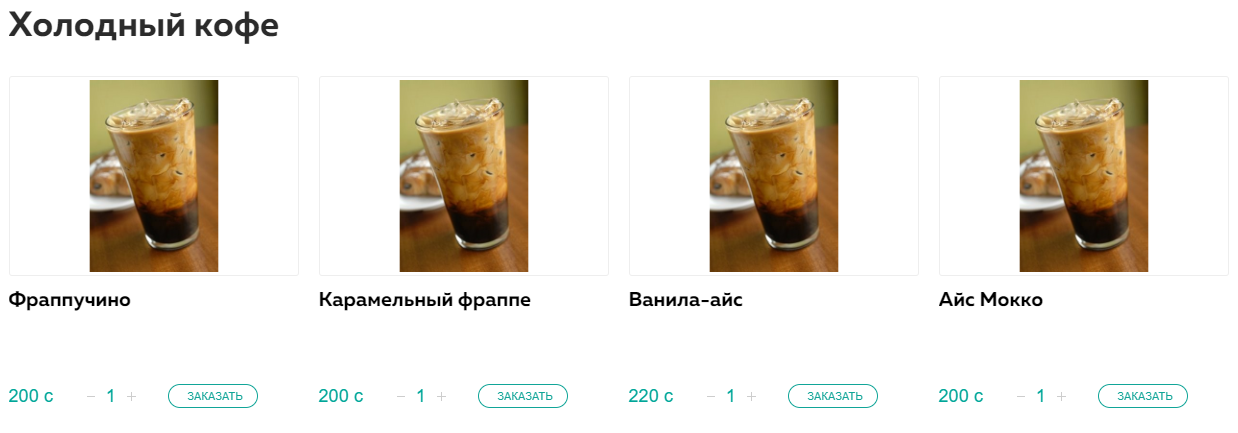 Холодный кофе
Фраппучино
Карамельный фраппе
Ванила-айс
Айс Мокко
200 с − 1 + ЗАКАЗАТЬ
200 с − 1 + ЗАКАЗАТЬ
220 с − 1 + ЗАКАЗАТЬ
200 с − 1 + ЗАКАЗАТЬ